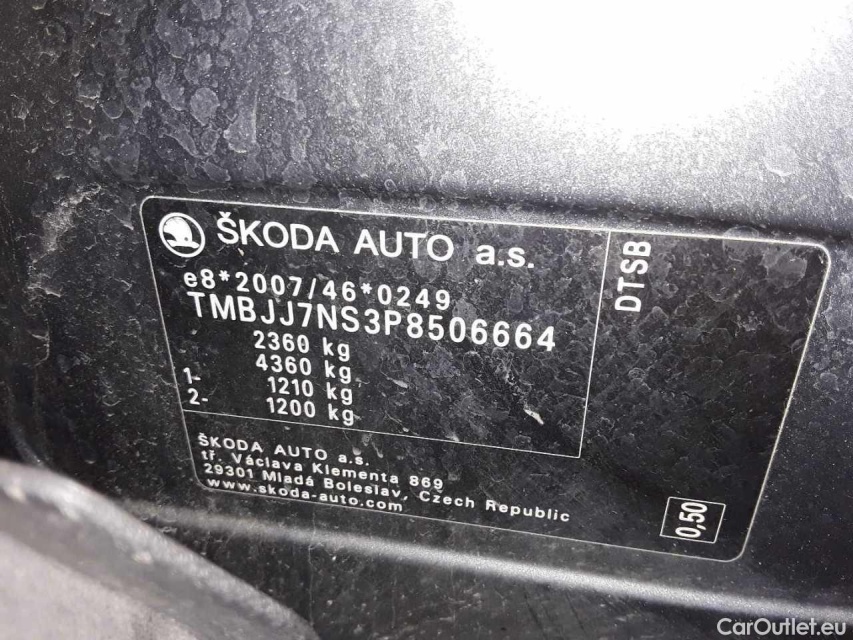 ŠKODA AUTO a.s.
e8*2007/46*0249
TMBJJ7NS3P8506664
2360 kg
4360 kg
1- 1210 kg
2- 1200 kg
DTSB
ŠKODA AUTO a.s.
tř. Václava Klementa 869
29301 Mladá Boleslav, Czech Republic
www.skoda-auto.com
0,50
CarOutlet.eu